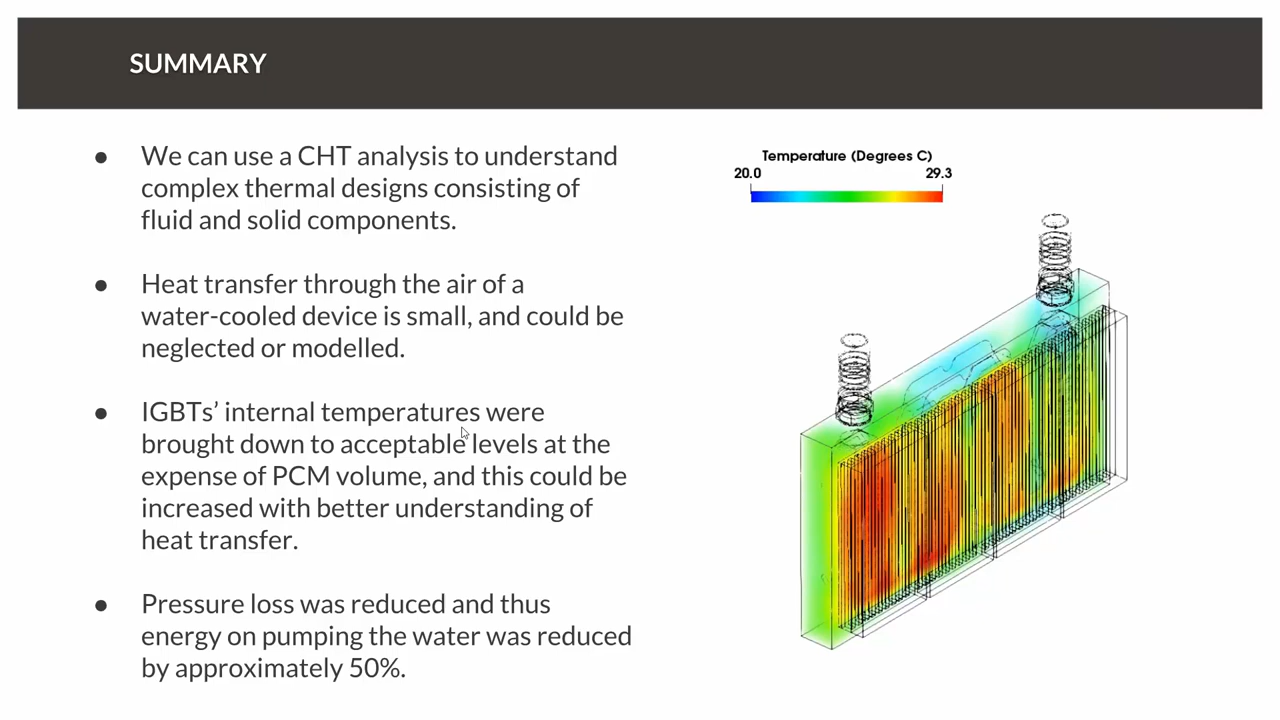 SUMMARY
● We can use a CHT analysis to understand
complex thermal designs consisting of
fluid and solid components.
● Heat transfer through the air of a
water-cooled device is small, and could be
neglected or modelled.
● IGBTs’ internal temperatures were
brought down to acceptable levels at the
expense of PCM volume, and this could be
increased with better understanding of
heat transfer.
● Pressure loss was reduced and thus
energy on pumping the water was reduced
by approximately 50%.
Temperature (Degrees C)
20.0 29.3